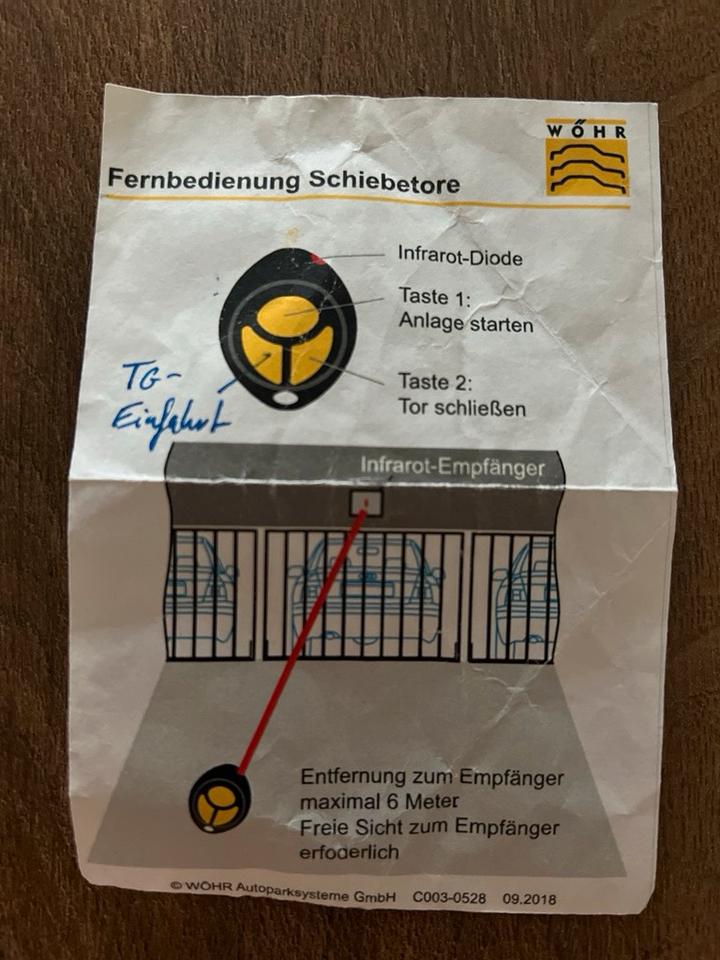 WÖHR
Fernbedienung Schiebetore
Infrarot-Diode
Taste 1:
Anlage starten
TG-
Einfahrt
Taste 2:
Tor schließen
Infrarot-Empfänger
Entfernung zum Empfänger
maximal 6 Meter
Freie Sicht zum Empfänger
erfoderlich
© WÖHR Autoparksysteme GmbH C003-0528 09.2018